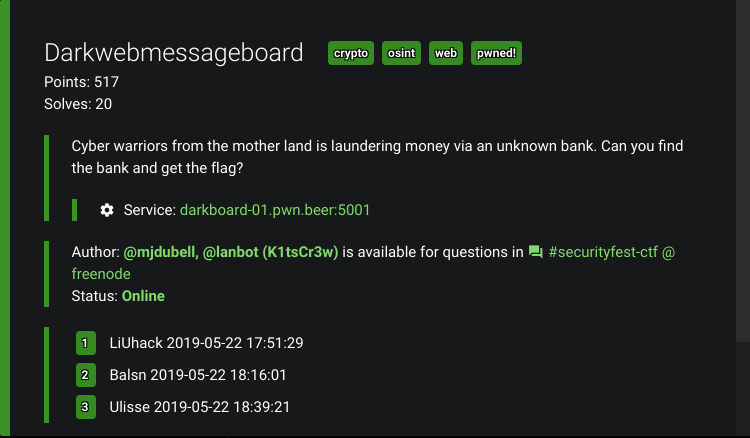 Darkwebmessageboard crypto osint web pwned!
Points: 517
Solves: 20
Cyber warriors from the mother land is laundering money via an unknown bank. Can you find
the bank and get the flag?
Service: darkboard-01.pwn.beer:5001
Author: @mjdubell, @lanbot (K1tsCr3w) is available for questions in #securityfest-ctf @
freenode
Status: Online
1 LiUhack 2019-05-22 17:51:29
2 Balsn 2019-05-22 18:16:01
3 Ulisse 2019-05-22 18:39:21